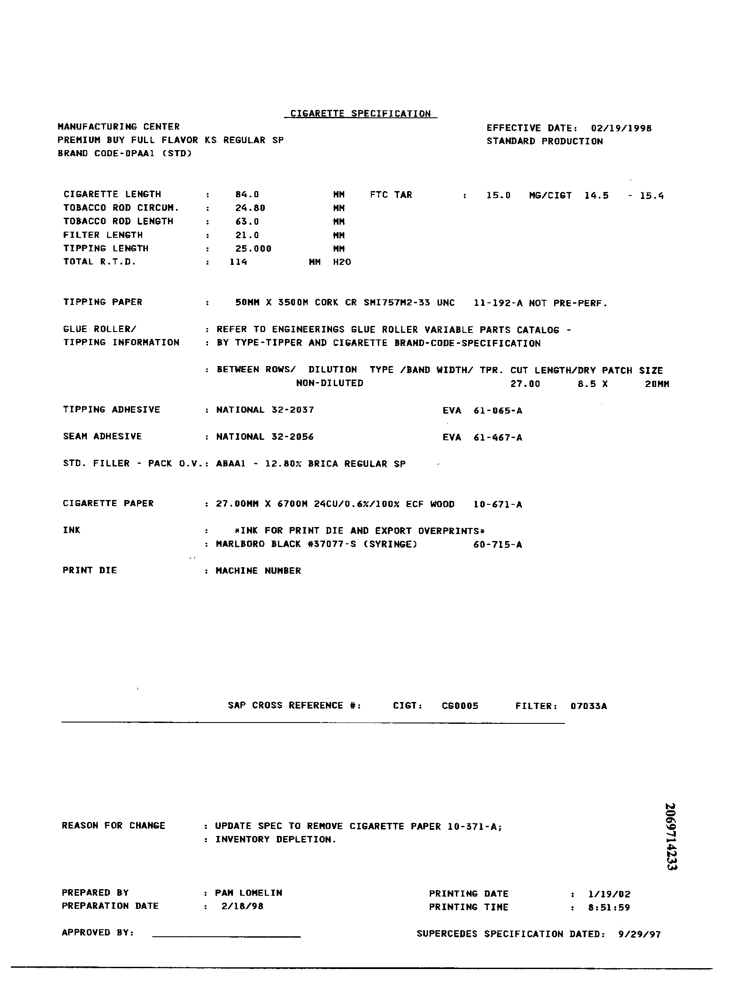 CIGARETTE SPECIFICATION
MANUFACTURING CENTER EFFECTIVE DATE: 02/19/1998
PREMIUM BUY FULL FLAVOR KS REGULAR SP STANDARD PRODUCTION
BRAND CODE-0PAA1 (STD)
CIGARETTE LENGTH : 84.0 MM FTC TAR : 15.0 MG/CIGT 14.5 - 15.4
TOBACCO ROD CIRCUM. : 24.80 MM
TOBACCO ROD LENGTH : 63.0 MM
FILTER LENGTH : 21.0 MM
TIPPING LENGTH : 25.000 MM
TOTAL R.T.D. : 114 MM H2O
TIPPING PAPER : 50MM X 3500M CORK CR SMI757M2-33 UNC 11-192-A NOT PRE-PERF.
GLUE ROLLER/ : REFER TO ENGINEERINGS GLUE ROLLER VARIABLE PARTS CATALOG -
TIPPING INFORMATION : BY TYPE-TIPPER AND CIGARETTE BRAND-CODE-SPECIFICATION
: BETWEEN ROWS/ DILUTION TYPE /BAND WIDTH/ TPR. CUT LENGTH/DRY PATCH SIZE
NON-DILUTED 27.00 8.5 X 20MM
TIPPING ADHESIVE : NATIONAL 32-2037 EVA 61-065-A
SEAM ADHESIVE : NATIONAL 32-2056 EVA 61-467-A
STD. FILLER - PACK O.V.: ABAA1 - 12.80% BRICA REGULAR SP
CIGARETTE PAPER : 27.00MM X 6700M 24CU/0.6%/100% ECF WOOD 10-671-A
INK : *INK FOR PRINT DIE AND EXPORT OVERPRINTS*
: MARLBORO BLACK #37077-S (SYRINGE) 60-715-A
PRINT DIE : MACHINE NUMBER
SAP CROSS REFERENCE #: CIGT: CG0005 FILTER: 07033A
REASON FOR CHANGE : UPDATE SPEC TO REMOVE CIGARETTE PAPER 10-371-A;
: INVENTORY DEPLETION.
PREPARED BY : PAM LOMELIN PRINTING DATE : 1/19/02
PREPARATION DATE : 2/18/98 PRINTING TIME : 8:51:59
APPROVED BY: SUPERCEDES SPECIFICATION DATED: 9/29/97
2069714233